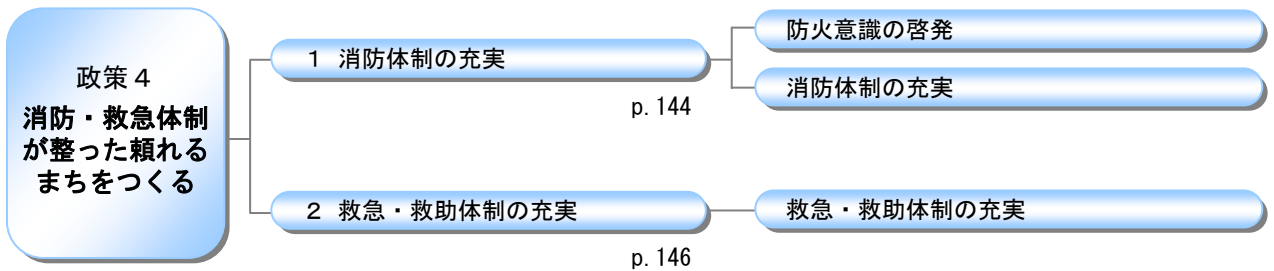 政策４
消防・救急体制
が整った頼れる
まちをつくる
１ 消防体制の充実
p. 144
防火意識の啓発
消防体制の充実
２ 救急・救助体制の充実
p. 146
救急・救助体制の充実